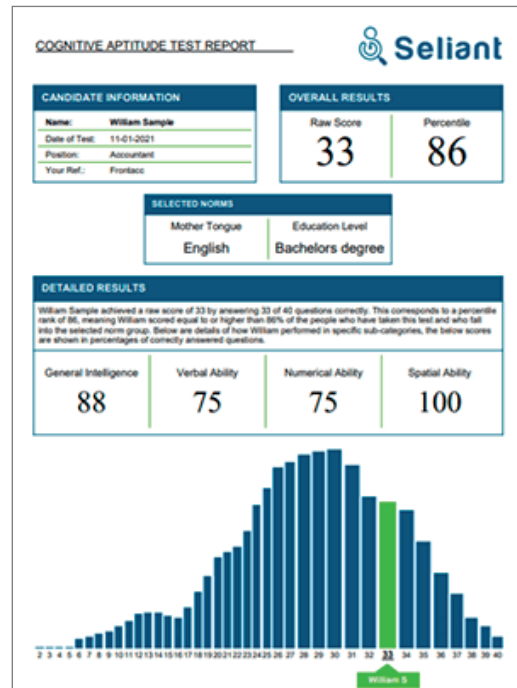 COGNITIVE APTITUDE TEST REPORT
Seliant
CANDIDATE INFORMATION
Name: William Sample
Date of Test: 11-01-2021
Position: Accountant
Your Ref.: Frontacc
OVERALL RESULTS
Raw Score Percentile
33 86
SELECTED NORMS
Mother Tongue Education Level
English Bachelors degree
DETAILED RESULTS
William Sample achieved a raw score of 33 by answering 33 of 40 questions correctly. This corresponds to a percentile
rank of 86, meaning William scored equal to or higher than 86% of the people who have taken this test and who fall
into the selected norm group. Below are details of how William performed in specific sub-categories, the below scores
are shown in percentages of correctly answered questions.
General Intelligence Verbal Ability Numerical Ability Spatial Ability
88 75 75 100
2 3 4 5 6 7 8 9 10 11 12 13 14 15 16 17 18 19 20 21 22 23 24 25 26 27 28 29 30 31 32 33 34 35 36 37 38 39 40
William S